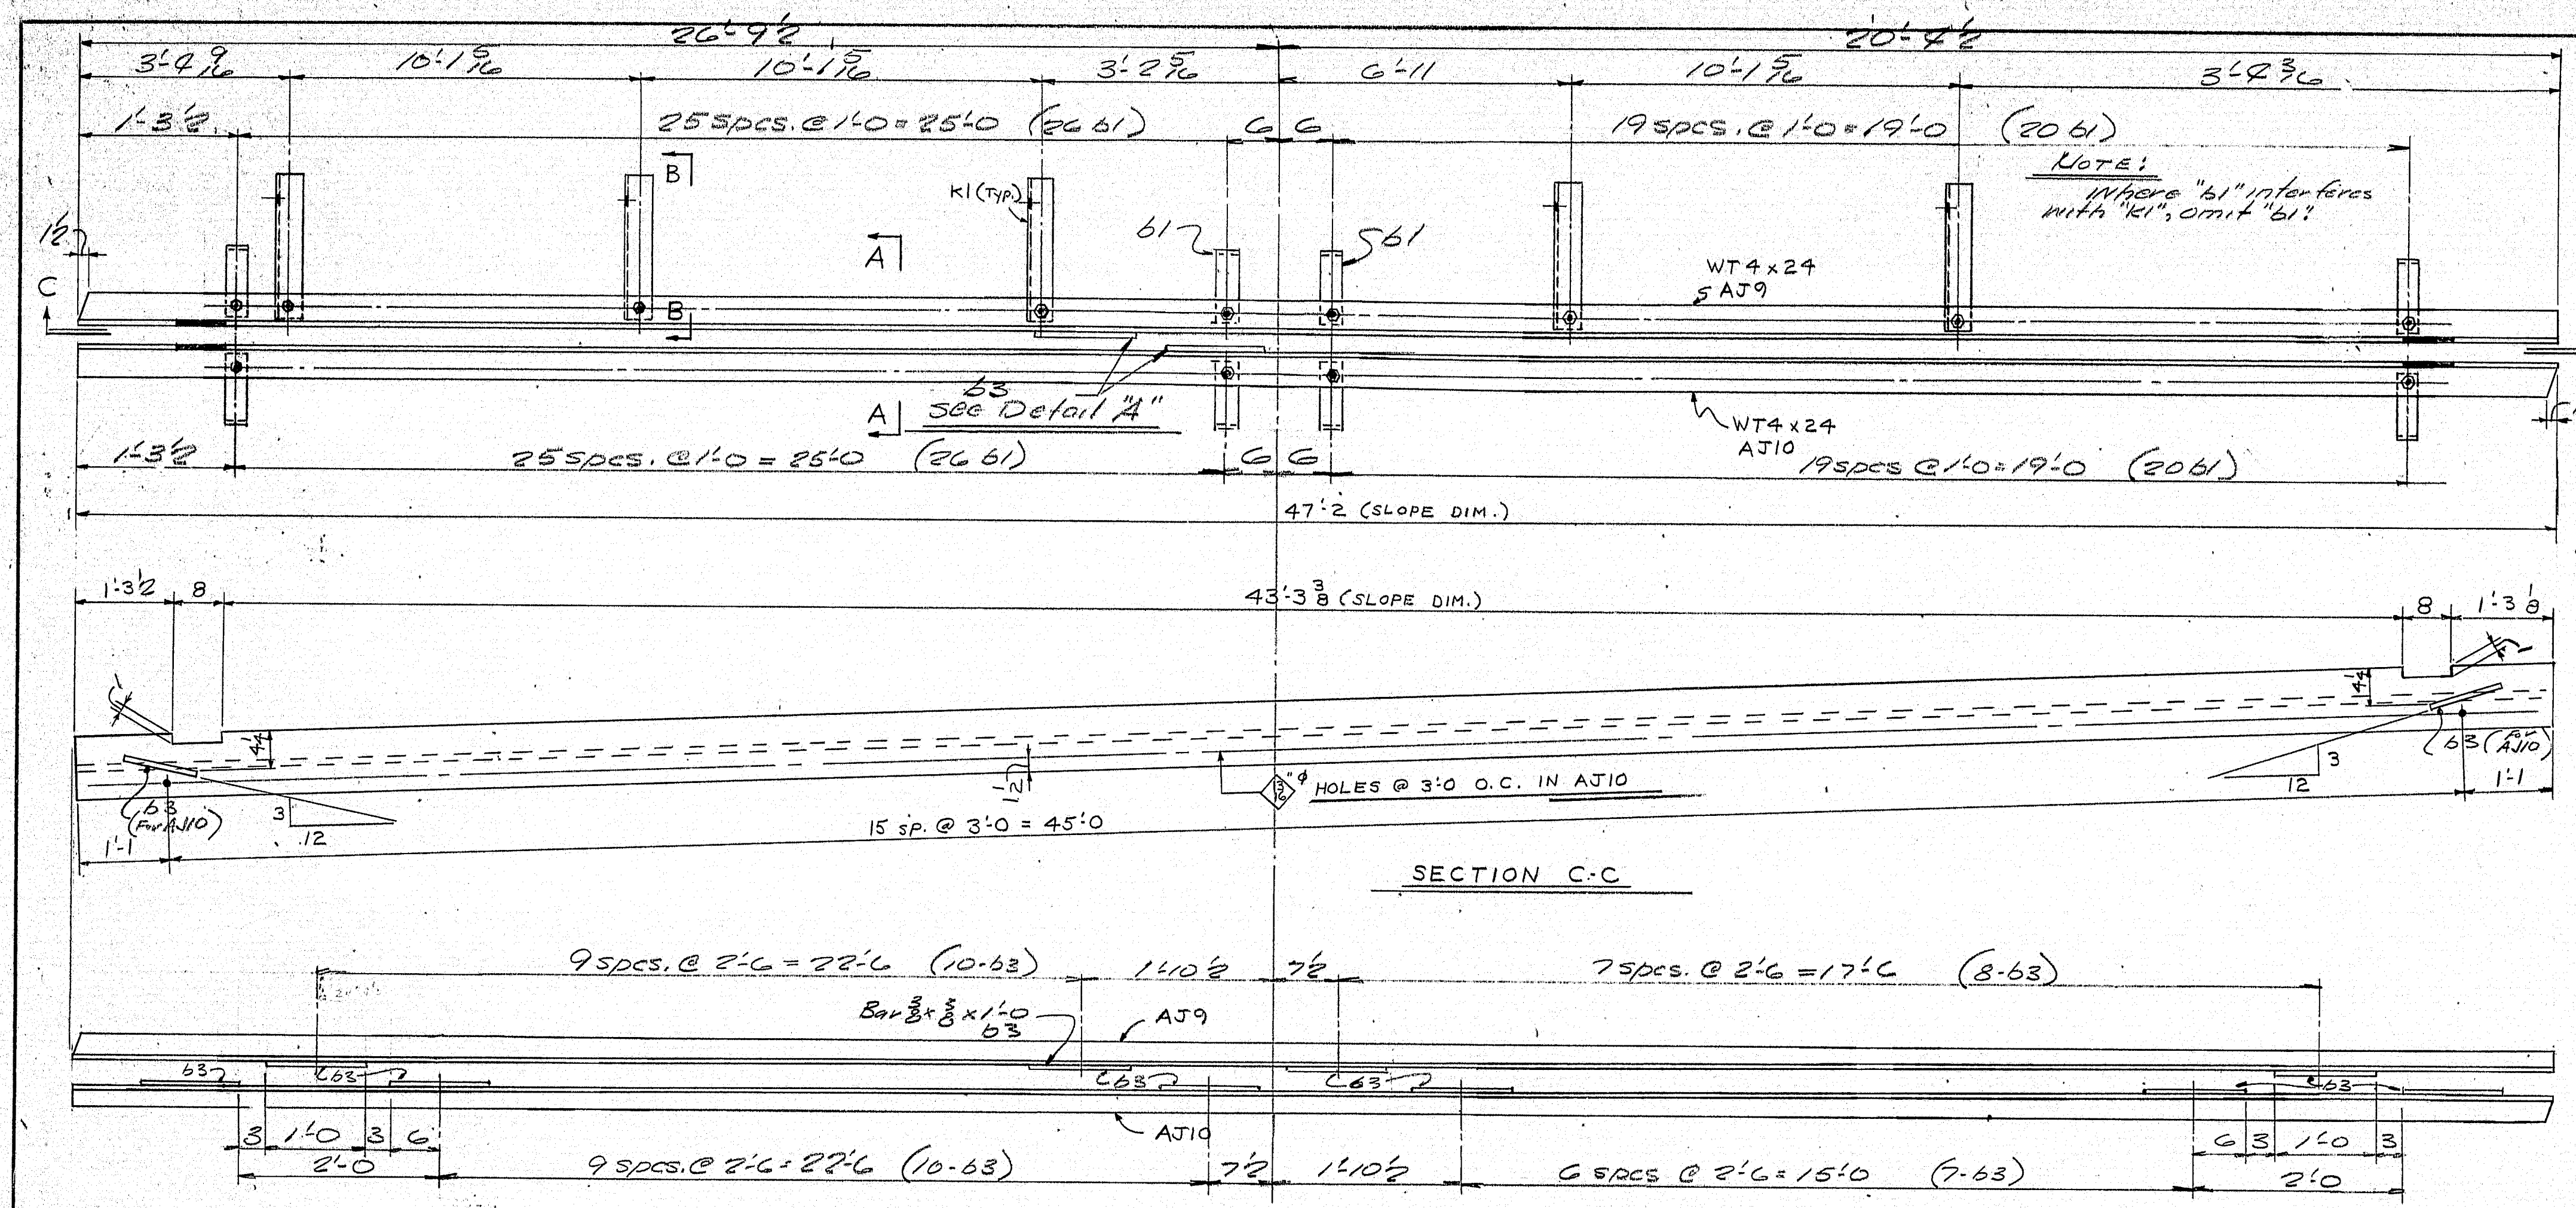 26'-9½
20'-4½
3'-4 9/16
10'-1 5/16
10'-1 5/16
3'-2 5/16
6'-11
10'-1 5/16
3'-4 3/16
1'-3½
25 spcs. @ 1'-0 = 25'-0 (26 b1)
6
6
19 spcs. @ 1'-0 = 19'-0 (20 b1)
NOTE:
Where "b1" interferes
with "k1", omit "b1".
B
K1 (TYP.)
½
A
b1
b1
C
WT 4 x 24
AJ9
B
b3
See Detail "A"
A
WT4 x 24
AJ10
C
1'-3½
25 spcs. @ 1'-0 = 25'-0 (26 b1)
6
6
19 spcs @ 1'-0 = 19'-0 (20 b1)
47'-2 (SLOPE DIM.)
1'-3½
8
43'-3 3/8 (SLOPE DIM.)
8
1'-3 1/8
1
1
4¼
4¼
b3
(For AJ10)
3
12
1½
13/16"φ HOLES @ 3'-0 O.C. IN AJ10
b3 (For AJ10)
3
12
1'-1
1'-1
15 sp. @ 3'-0 = 45'-0
SECTION C-C
9 spcs. @ 2'-6 = 22'-6 (10-b3)
1'-10½
7½
7 spcs. @ 2'-6 = 17'-6 (8-b3)
Bar 3/8 x 3/8 x 1'-0
b3
AJ9
b3
b3
b3
b3
b3
AJ10
3
1'-0
3
6
6
3
1'-0
3
2'-0
9 spcs. @ 2'-6 = 22'-6 (10-b3)
7½
1'-10½
6 spcs @ 2'-6 = 15'-0 (7-b3)
2'-0